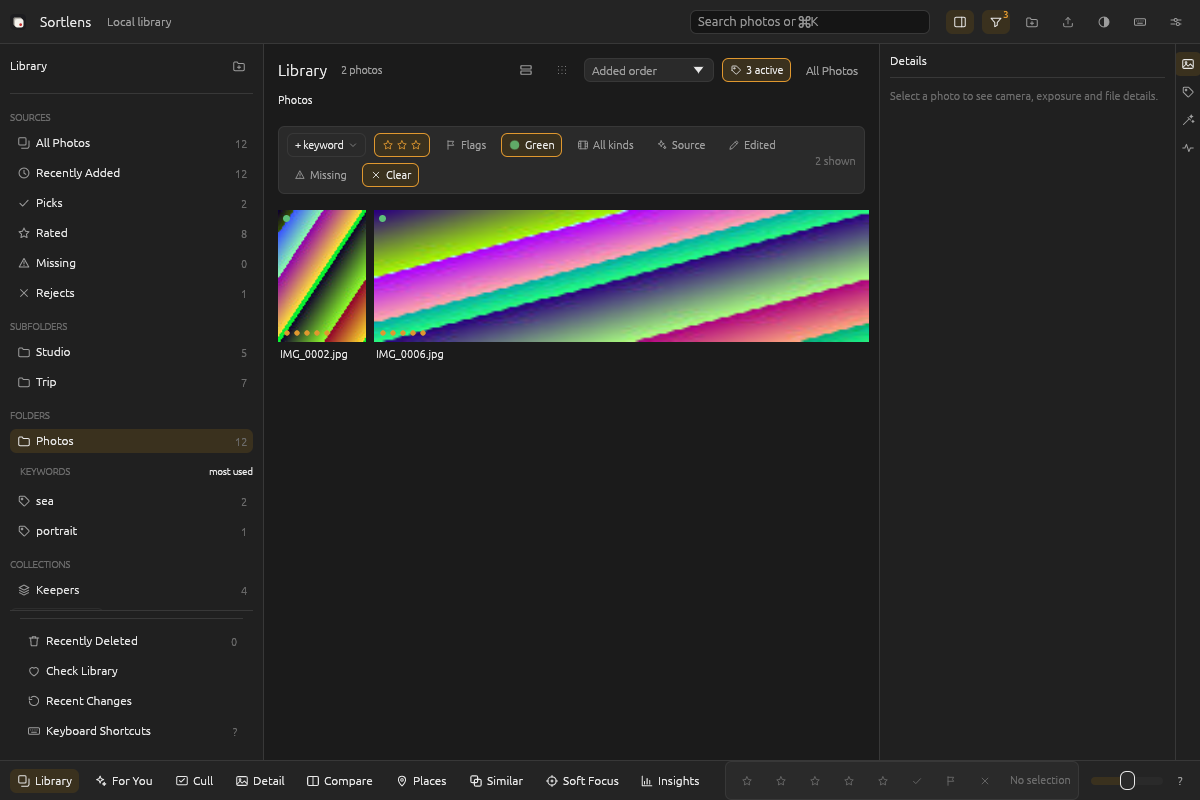 Sortlens Local library
Search photos or ⌘K
3
Library
SOURCES
All Photos 12
Recently Added 12
Picks 2
Rated 8
Missing 0
Rejects 1
SUBFOLDERS
Studio 5
Trip 7
FOLDERS
Photos 12
KEYWORDS most used
sea 2
portrait 1
COLLECTIONS
Keepers 4
Recently Deleted 0
Check Library
Recent Changes
Keyboard Shortcuts ?
Library 2 photos
Added order
3 active
All Photos
Photos
+ keyword
Flags
Green
All kinds
Source
Edited
Missing
Clear
2 shown
IMG_0002.jpg
IMG_0006.jpg
Details
Select a photo to see camera, exposure and file details.
Library
For You
Cull
Detail
Compare
Places
Similar
Soft Focus
Insights
No selection
?